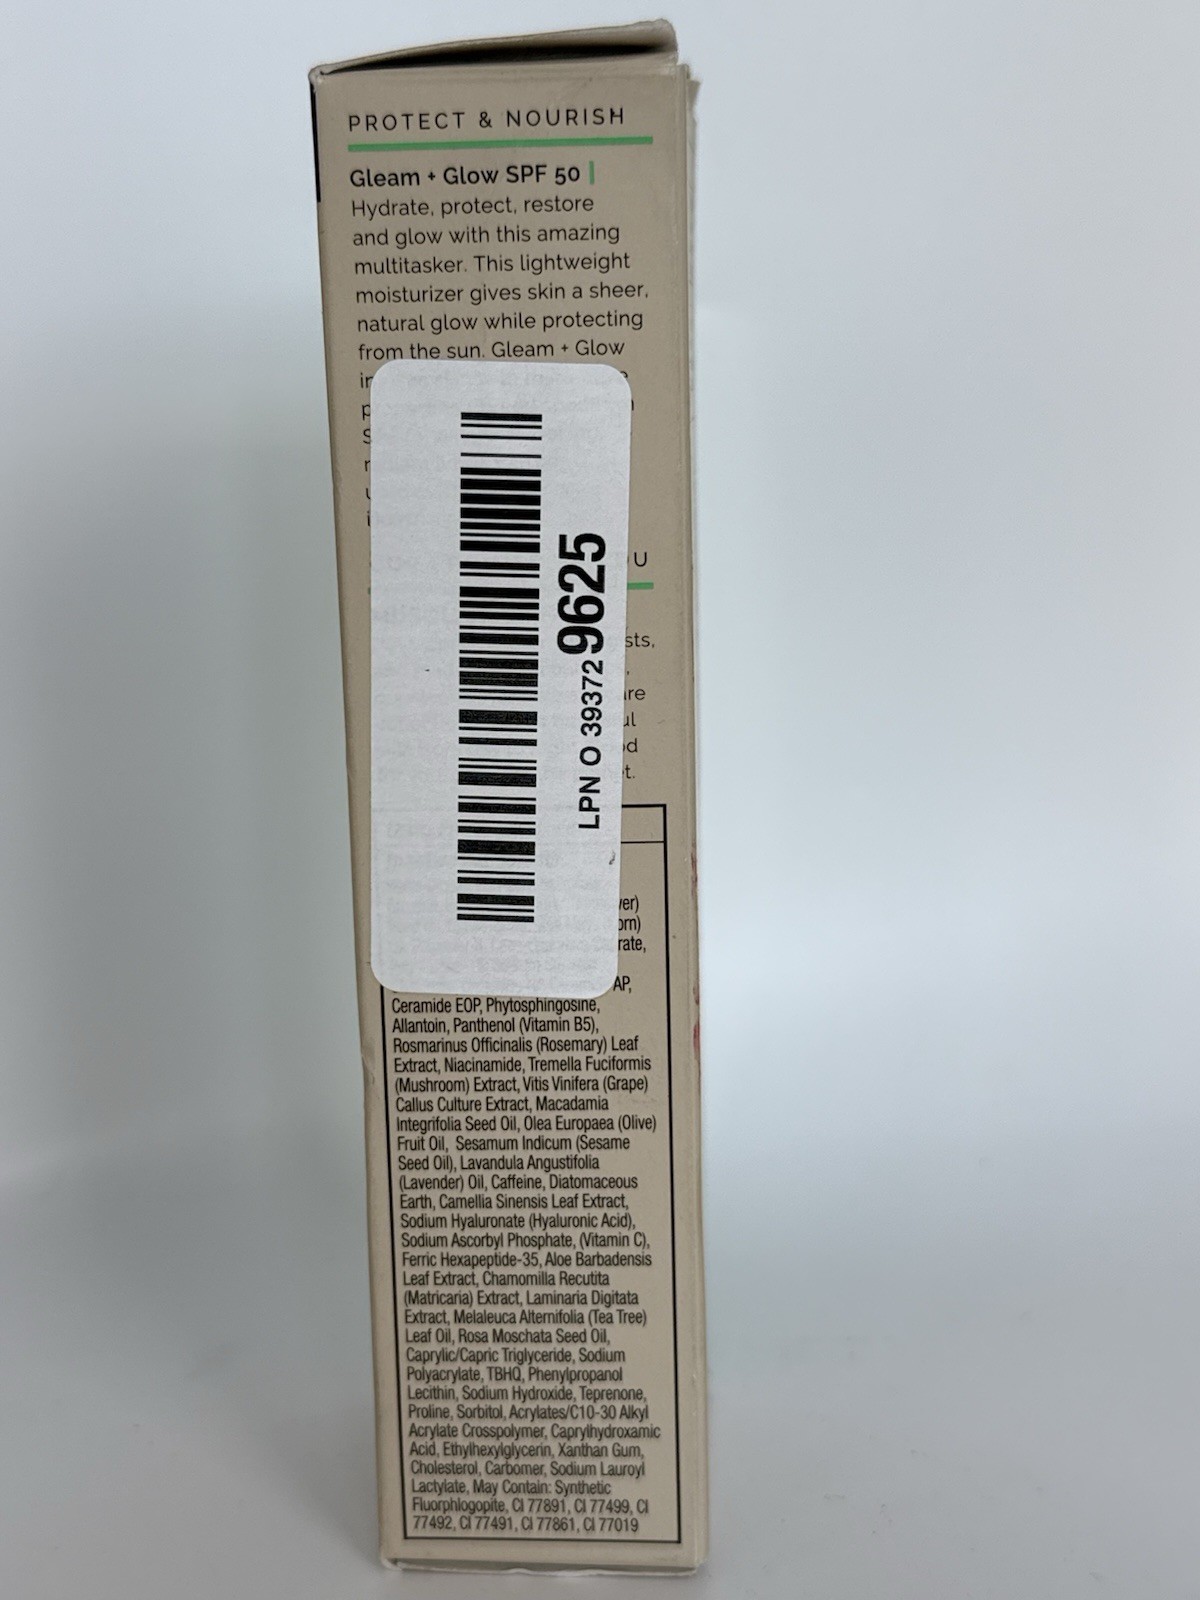 PROTECT & NOURISH
Gleam + Glow SPF 50 |
Hydrate, protect, restore
and glow with this amazing
multitasker. This lightweight
moisturizer gives skin a sheer,
natural glow while protecting
from the sun. Gleam + Glow
LPN O 393729625
Ceramide EOP, Phytosphingosine,
Allantoin, Panthenol (Vitamin B5),
Rosmarinus Officinalis (Rosemary) Leaf
Extract, Niacinamide, Tremella Fuciformis
(Mushroom) Extract, Vitis Vinifera (Grape)
Callus Culture Extract, Macadamia
Integrifolia Seed Oil, Olea Europaea (Olive)
Fruit Oil, Sesamum Indicum (Sesame
Seed Oil), Lavandula Angustifolia
(Lavender) Oil, Caffeine, Diatomaceous
Earth, Camellia Sinensis Leaf Extract,
Sodium Hyaluronate (Hyaluronic Acid),
Sodium Ascorbyl Phosphate, (Vitamin C),
Ferric Hexapeptide-35, Aloe Barbadensis
Leaf Extract, Chamomilla Recutita
(Matricaria) Extract, Laminaria Digitata
Extract, Melaleuca Alternifolia (Tea Tree)
Leaf Oil, Rosa Moschata Seed Oil,
Caprylic/Capric Triglyceride, Sodium
Polyacrylate, TBHQ, Phenylpropanol
Lecithin, Sodium Hydroxide, Teprenone,
Proline, Sorbitol, Acrylates/C10-30 Alkyl
Acrylate Crosspolymer, Caprylhydroxamic
Acid, Ethylhexylglycerin, Xanthan Gum,
Cholesterol, Carbomer, Sodium Lauroyl
Lactylate, May Contain: Synthetic
Fluorphlogopite, CI 77891, CI 77499, CI
77492, CI 77491, CI 77861, CI 77019